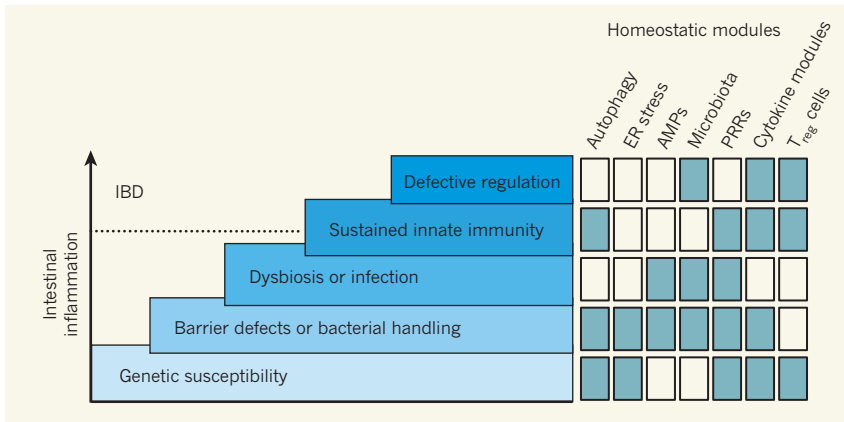 Homeostatic modules
Autophagy
ER stress
AMPs
Microbiota
PRRs
Cytokine modules
Treg cells
IBD
Defective regulation
Sustained innate immunity
Dysbiosis or infection
Barrier defects or bacterial handling
Genetic susceptibility
Intestinal
inflammation